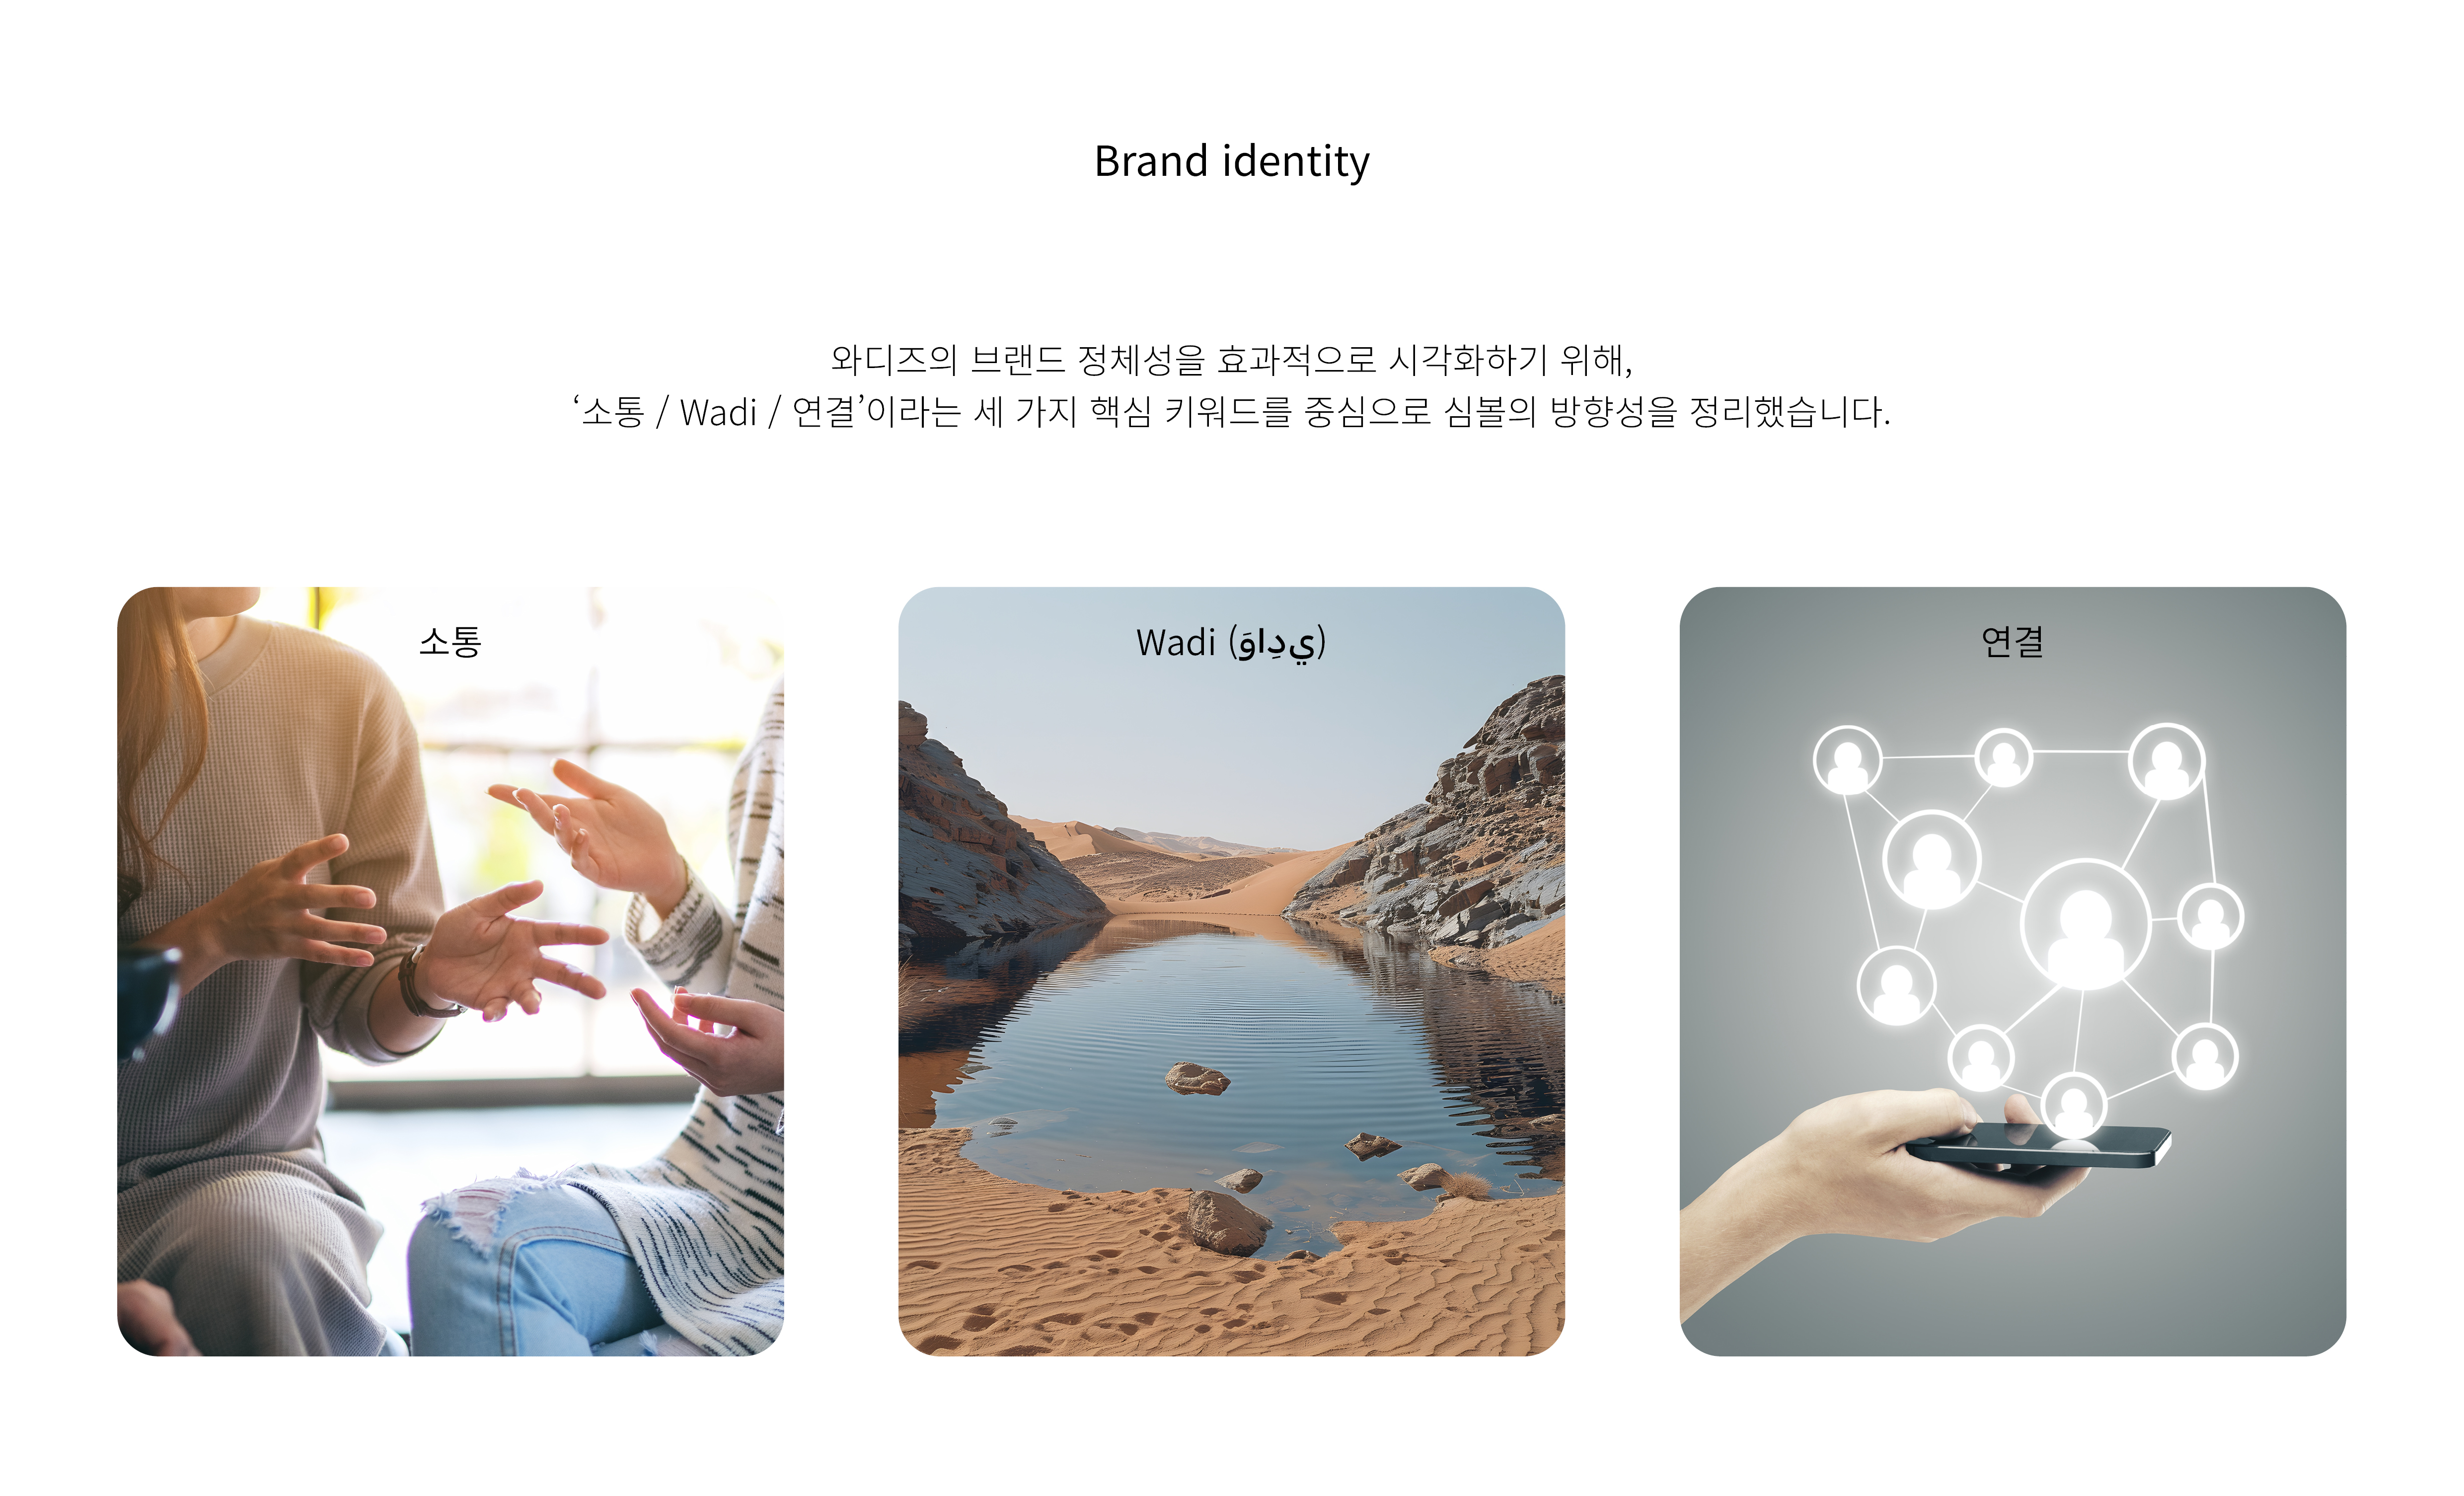 Brand identity
와디즈의 브랜드 정체성을 효과적으로 시각화하기 위해,
‘소통 / Wadi / 연결’이라는 세 가지 핵심 키워드를 중심으로 심볼의 방향성을 정리했습니다.
소통
Wadi (يدِاوَ)
연결